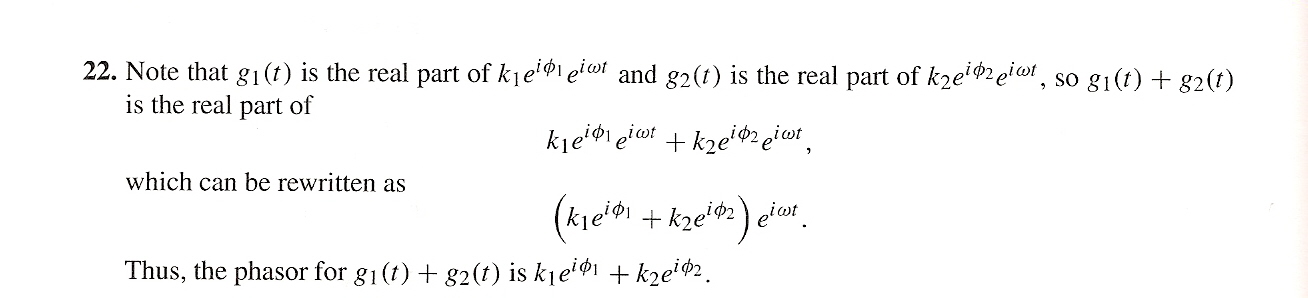 22. Note that g₁(t) is the real part of k₁e^{iϕ₁}e^{iωt} and g₂(t) is the real part of k₂e^{iϕ₂}e^{iωt}, so g₁(t) + g₂(t)
is the real part of
k₁e^{iϕ₁}e^{iωt} + k₂e^{iϕ₂}e^{iωt},
which can be rewritten as
(k₁e^{iϕ₁} + k₂e^{iϕ₂}) e^{iωt}.
Thus, the phasor for g₁(t) + g₂(t) is k₁e^{iϕ₁} + k₂e^{iϕ₂}.